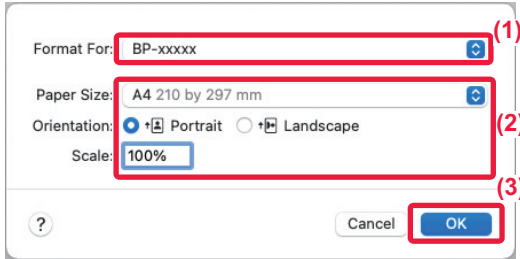 (1)
Format For: BP-xxxxx
Paper Size: A4 210 by 297 mm
Orientation: Portrait Landscape
(2)
Scale: 100%
(3)
? Cancel OK